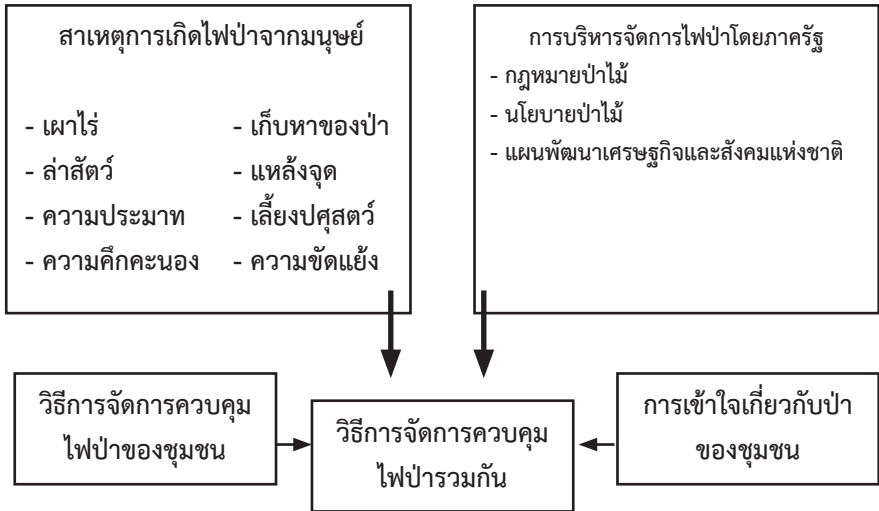 สาเหตุการเกิดไฟป่าจากมนุษย์
- เผาไร่ - เก็บหาของป่า
- ล่าสัตว์ - แหล้งจุด
- ความประมาท - เลี้ยงปศุสตว์
- ความคึกคะนอง - ความขัดแย้ง
การบริหารจัดการไฟป่าโดยภาครัฐ
- กฎหมายป่าไม้
- นโยบายป่าไม้
- แผนพัฒนาเศรษฐกิจและสังคมแห่งชาติ
วิธีการจัดการควบคุม
ไฟป่าของชุมชน
วิธีการจัดการควบคุม
ไฟป่ารวมกัน
การเข้าใจเกี่ยวกับป่า
ของชุมชน